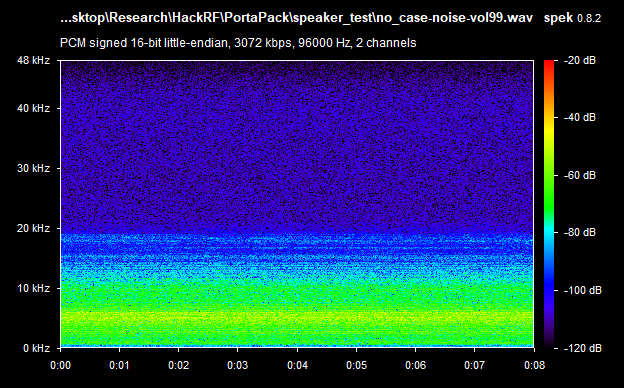 ...sktop\Research\HackRF\PortaPack\speaker_test\no_case-noise-vol99.wav spek 0.8.2
PCM signed 16-bit little-endian, 3072 kbps, 96000 Hz, 2 channels
48 kHz -20 dB
40 kHz -40 dB
30 kHz -60 dB
20 kHz -80 dB
10 kHz -100 dB
0 kHz -120 dB
0:00 0:01 0:02 0:03 0:04 0:05 0:06 0:07 0:08